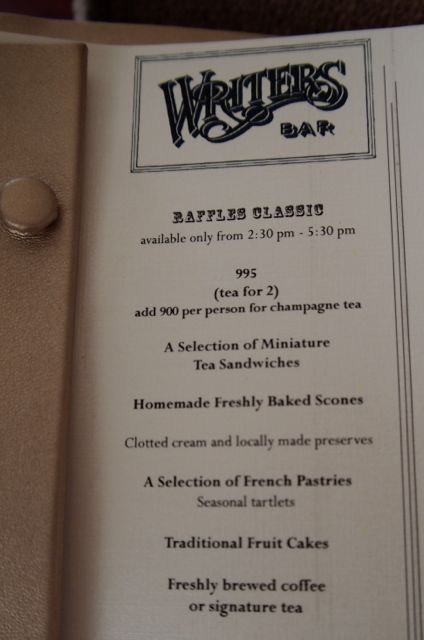 WRITERS
BAR
RAFFLES CLASSIC
available only from 2:30 pm - 5:30 pm
995
(tea for 2)
add 900 per person for champagne tea
A Selection of Miniature
Tea Sandwiches
Homemade Freshly Baked Scones
Clotted cream and locally made preserves
A Selection of French Pastries
Seasonal tartlets
Traditional Fruit Cakes
Freshly brewed coffee
or signature tea